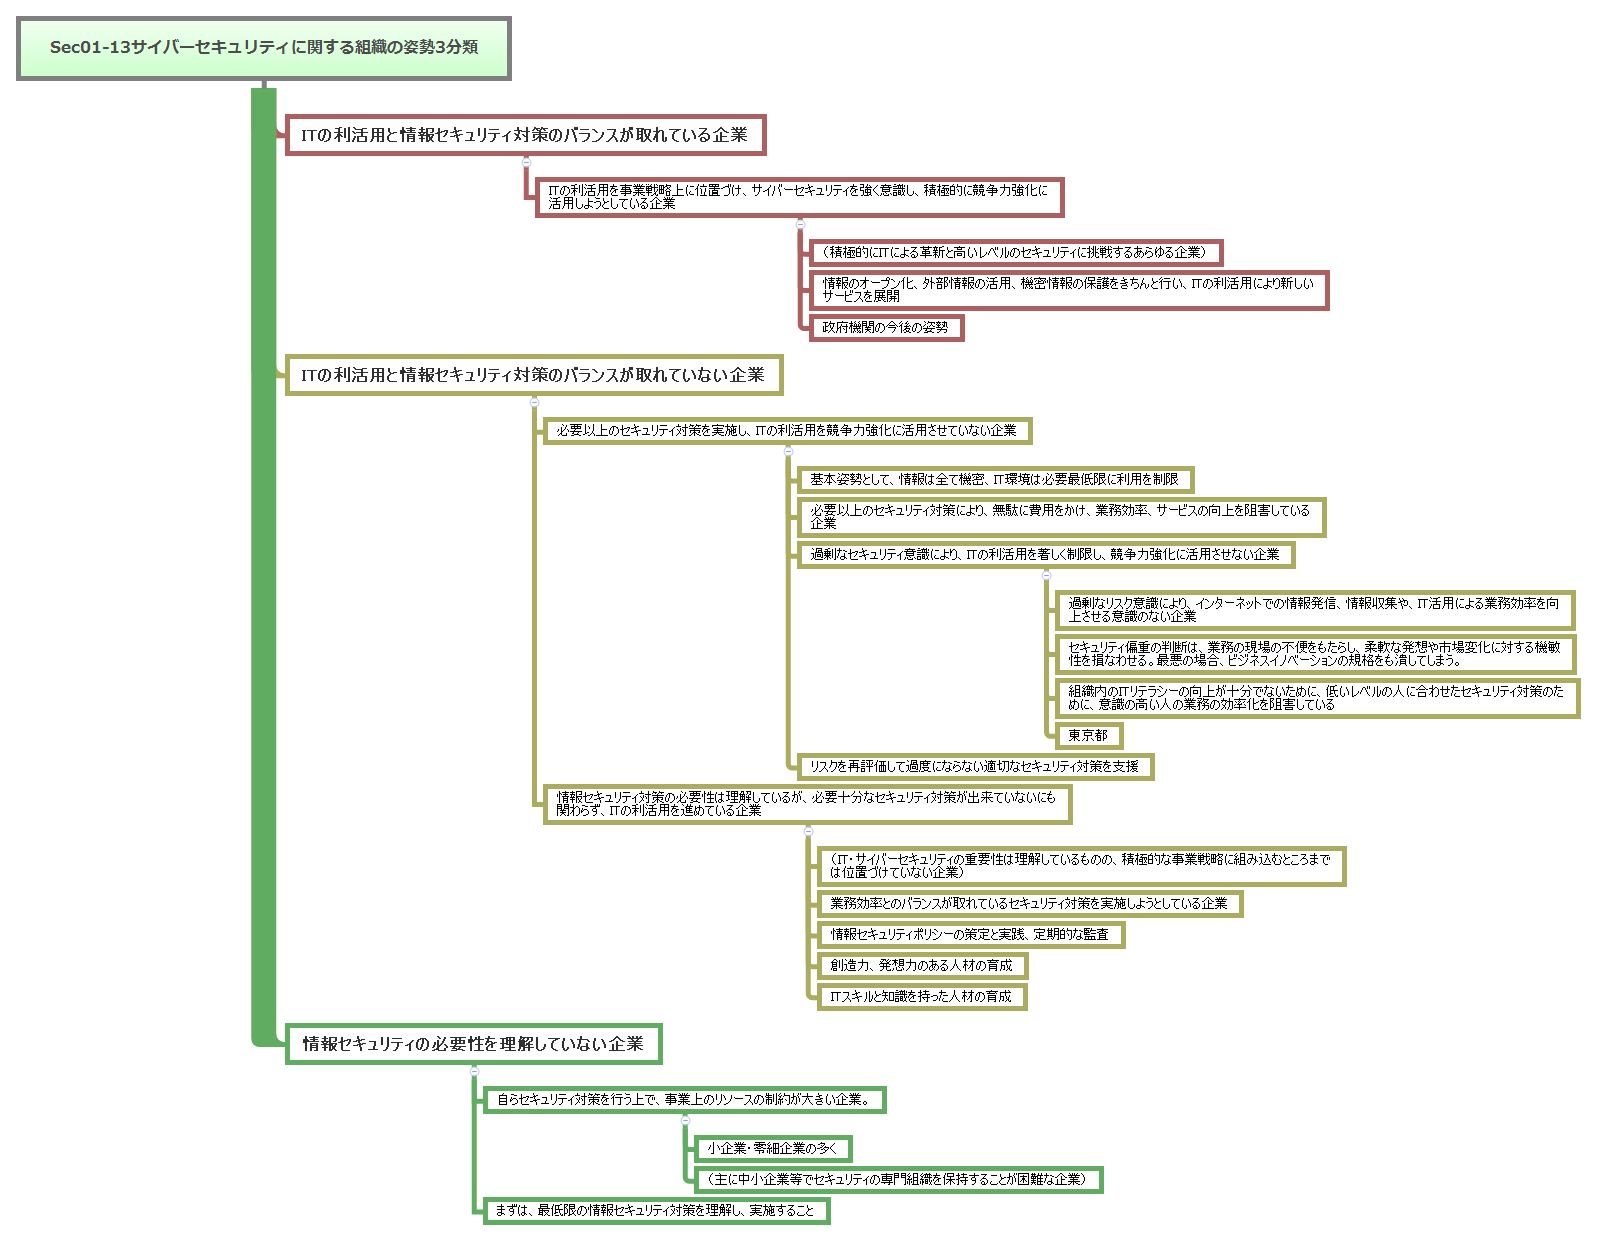 Sec01-13サイバーセキュリティに関する組織の姿勢3分類
ITの利活用と情報セキュリティ対策のバランスが取れている企業
ITの利活用を事業戦略上に位置づけ、サイバーセキュリティを強く意識し、積極的に競争力強化に
活用しようとしている企業
（積極的にITによる革新と高いレベルのセキュリティに挑戦するあらゆる企業）
情報のオープン化、外部情報の活用、機密情報の保護をきちんと行い、ITの利活用により新しい
サービスを展開
政府機関の今後の姿勢
ITの利活用と情報セキュリティ対策のバランスが取れていない企業
必要以上のセキュリティ対策を実施し、ITの利活用を競争力強化に活用させていない企業
基本姿勢として、情報は全て機密、IT環境は必要最低限に利用を制限
必要以上のセキュリティ対策により、無駄に費用をかけ、業務効率、サービスの向上を阻害している
企業
過剰なセキュリティ意識により、ITの利活用を著しく制限し、競争力強化に活用させない企業
過剰なリスク意識により、インターネットでの情報発信、情報収集や、IT活用による業務効率を向
上させる意識のない企業
セキュリティ偏重の判断は、業務の現場の不便をもたらし、柔軟な発想や市場変化に対する機敏
性を損なわせる。最悪の場合、ビジネスイノベーションの規格をも潰してしまう。
組織内のITリテラシーの向上が十分でないために、低いレベルの人に合わせたセキュリティ対策のた
めに、意識の高い人の業務の効率化を阻害している
東京都
リスクを再評価して過度にならない適切なセキュリティ対策を支援
情報セキュリティ対策の必要性は理解しているが、必要十分なセキュリティ対策が出来ていないにも
関わらず、ITの利活用を進めている企業
（IT・サイバーセキュリティの重要性は理解しているものの、積極的な事業戦略に組み込むところまで
は位置づけていない企業）
業務効率とのバランスが取れているセキュリティ対策を実施しようとしている企業
情報セキュリティポリシーの策定と実践、定期的な監査
創造力、発想力のある人材の育成
ITスキルと知識を持った人材の育成
情報セキュリティの必要性を理解していない企業
自らセキュリティ対策を行う上で、事業上のリソースの制約が大きい企業。
小企業・零細企業の多く
（主に中小企業等でセキュリティの専門組織を保持することが困難な企業）
まずは、最低限の情報セキュリティ対策を理解し、実施すること